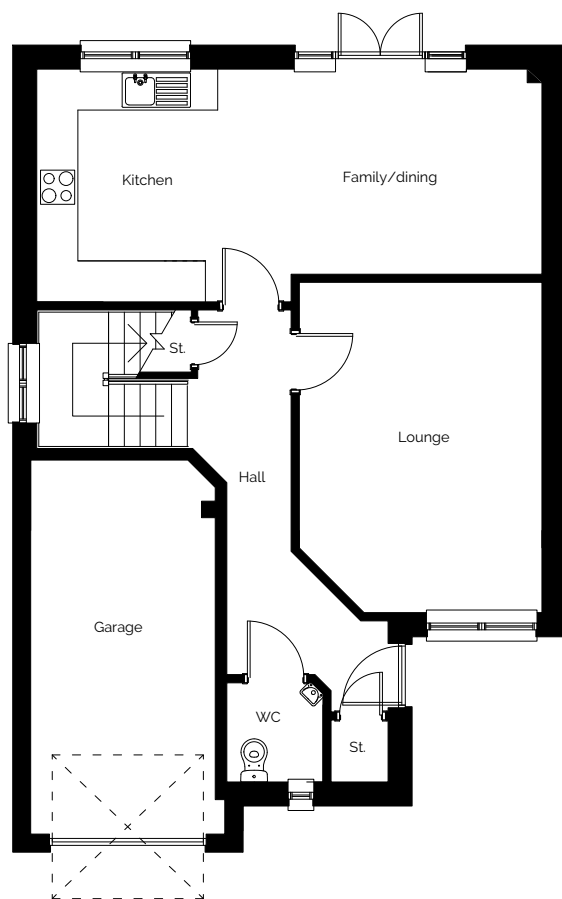 Kitchen
Family/dining
St.
Lounge
Hall
Garage
WC
St.